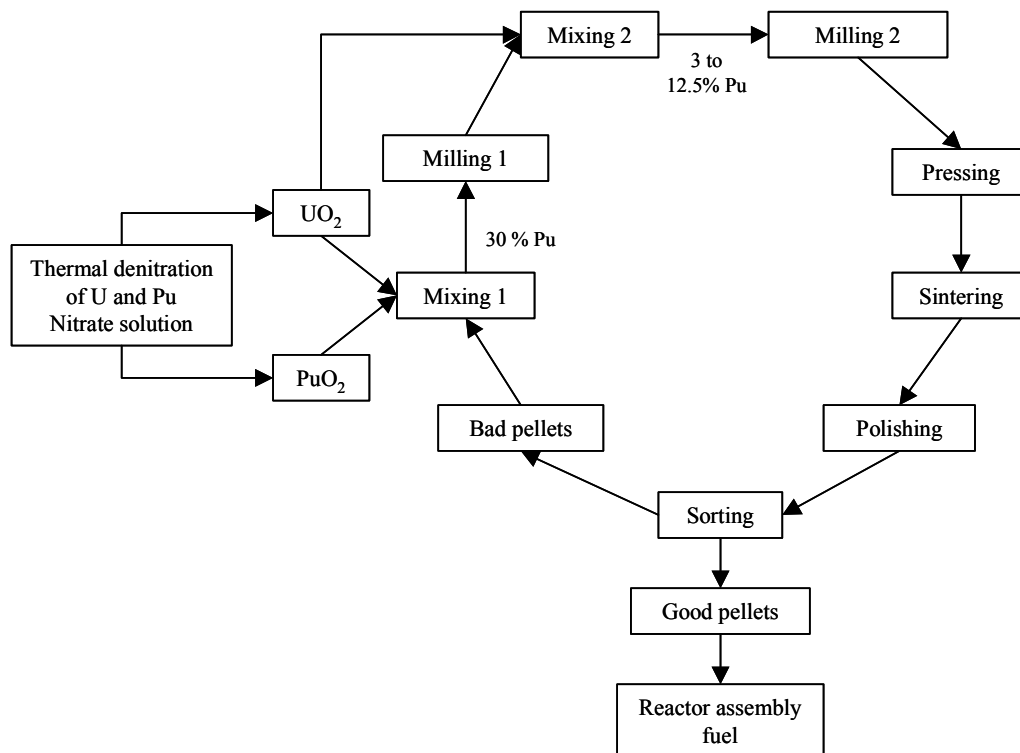 Mixing 2
3 to
12.5% Pu
Milling 2
Milling 1
Pressing
UO₂
30 % Pu
Thermal denitration
of U and Pu
Nitrate solution
Mixing 1
Sintering
PuO₂
Bad pellets
Polishing
Sorting
Good pellets
Reactor assembly
fuel